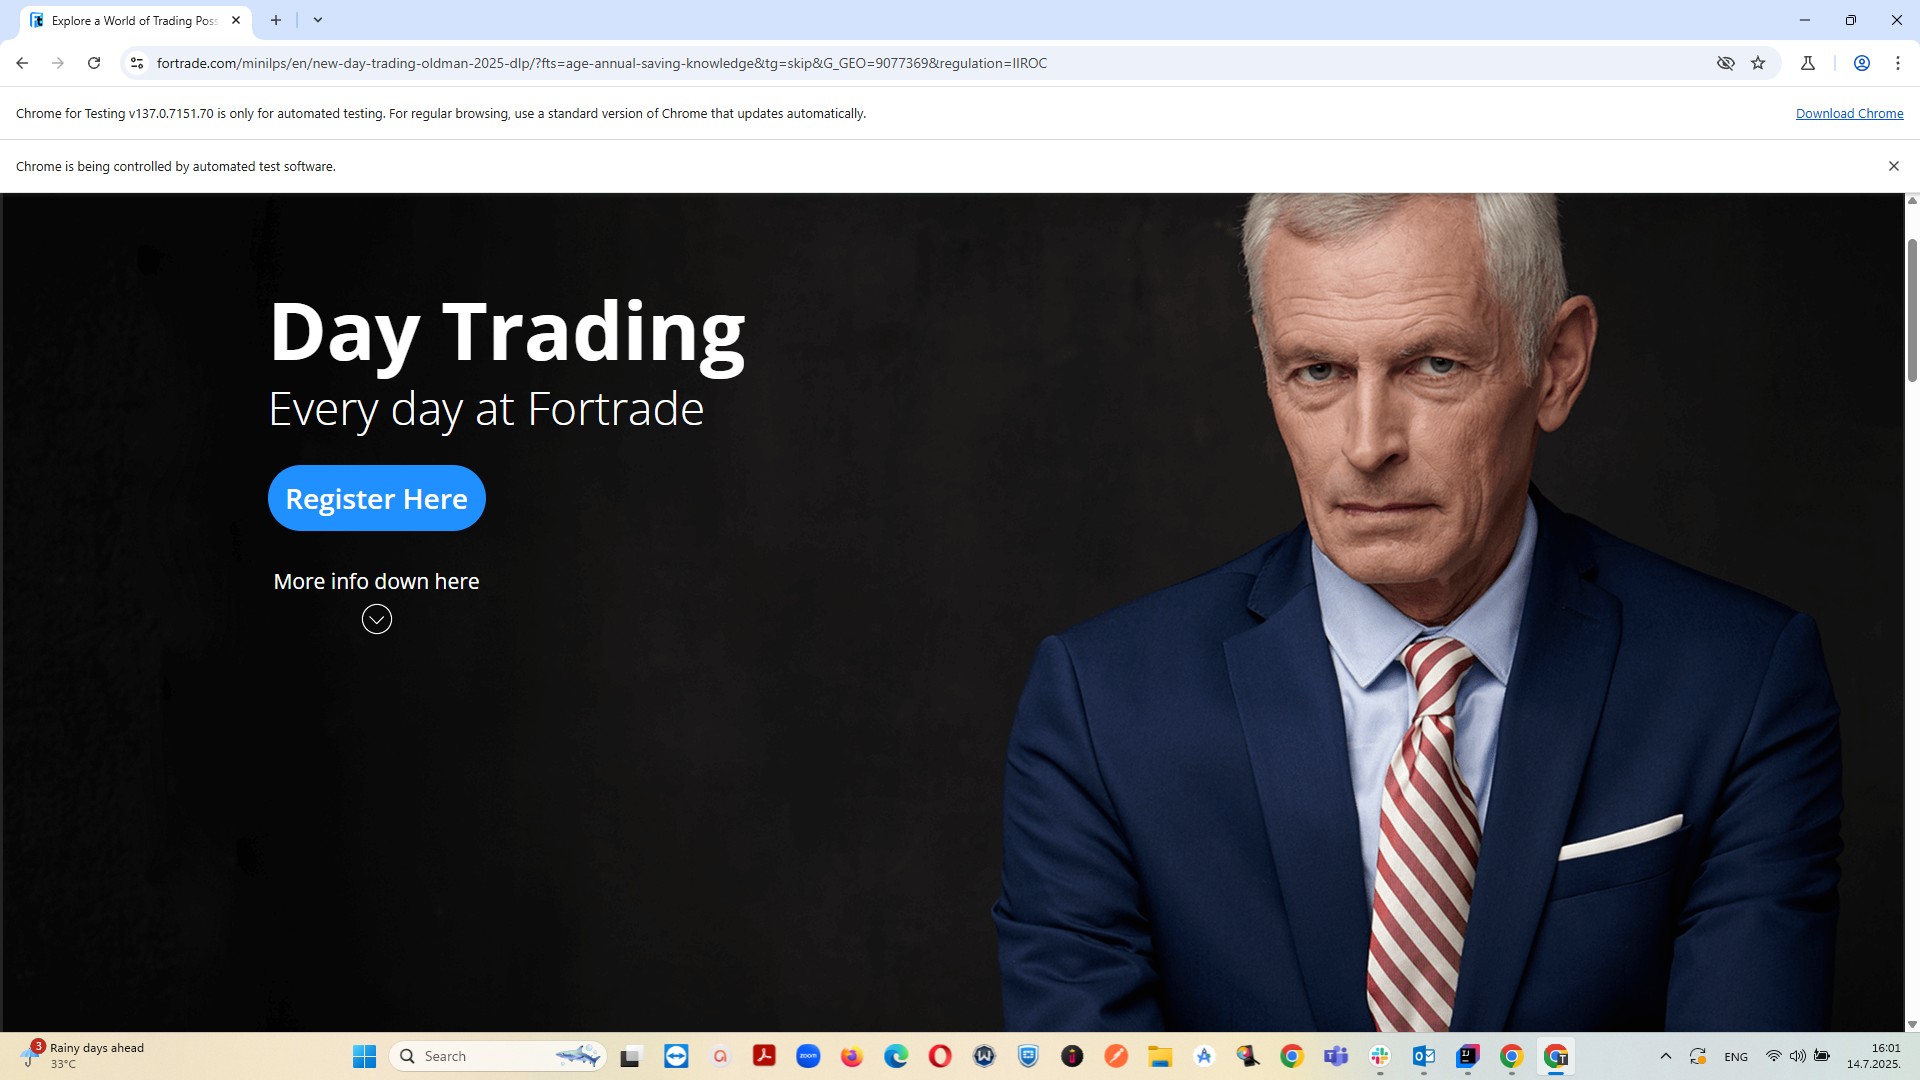 Explore a World of Trading Poss
fortrade.com/minilps/en/new-day-trading-oldman-2025-dlp/?fts=age-annual-saving-knowledge&tg=skip&G_GEO=9077369&regulation=IIROC
Chrome for Testing v137.0.7151.70 is only for automated testing. For regular browsing, use a standard version of Chrome that updates automatically.
Download Chrome
Chrome is being controlled by automated test software.
Day Trading
Every day at Fortrade
Register Here
More info down here
3
Rainy days ahead
33°C
Search
zoom
ENG
16:01
14.7.2025.